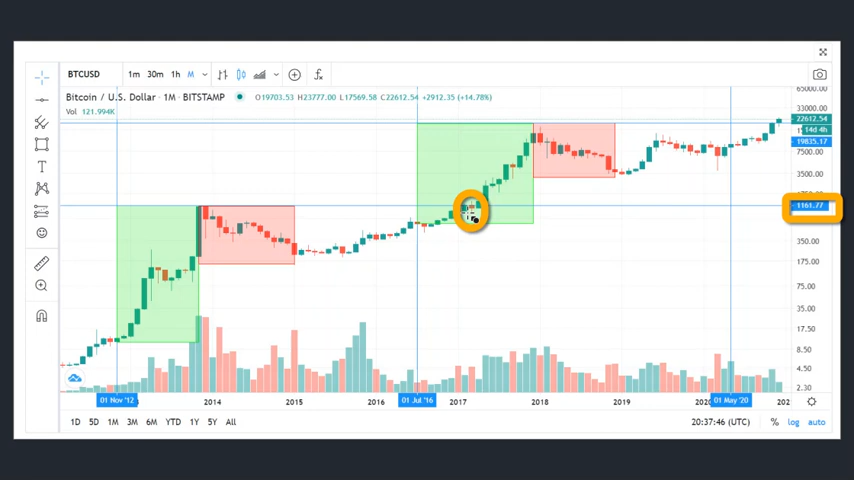 BTCUSD 1m 30m 1h M
Bitcoin / U.S. Dollar · 1M · BITSTAMP O19703.53 H23777.00 L17569.58 C22612.54 +2912.35 (+14.78%)
Vol 121.994K
65000.00
33000.00
22612.54
14d 4h
19835.17
7500.00
1161.77
350.00
175.00
75.00
35.00
17.50
8.50
4.50
2.30
01 Nov '12 2014 2015 2016 01 Jul '16 2017 2018 2019 2020 01 May '20 202
1D 5D 1M 3M 6M YTD 1Y 5Y All 20:37:46 (UTC) % log auto